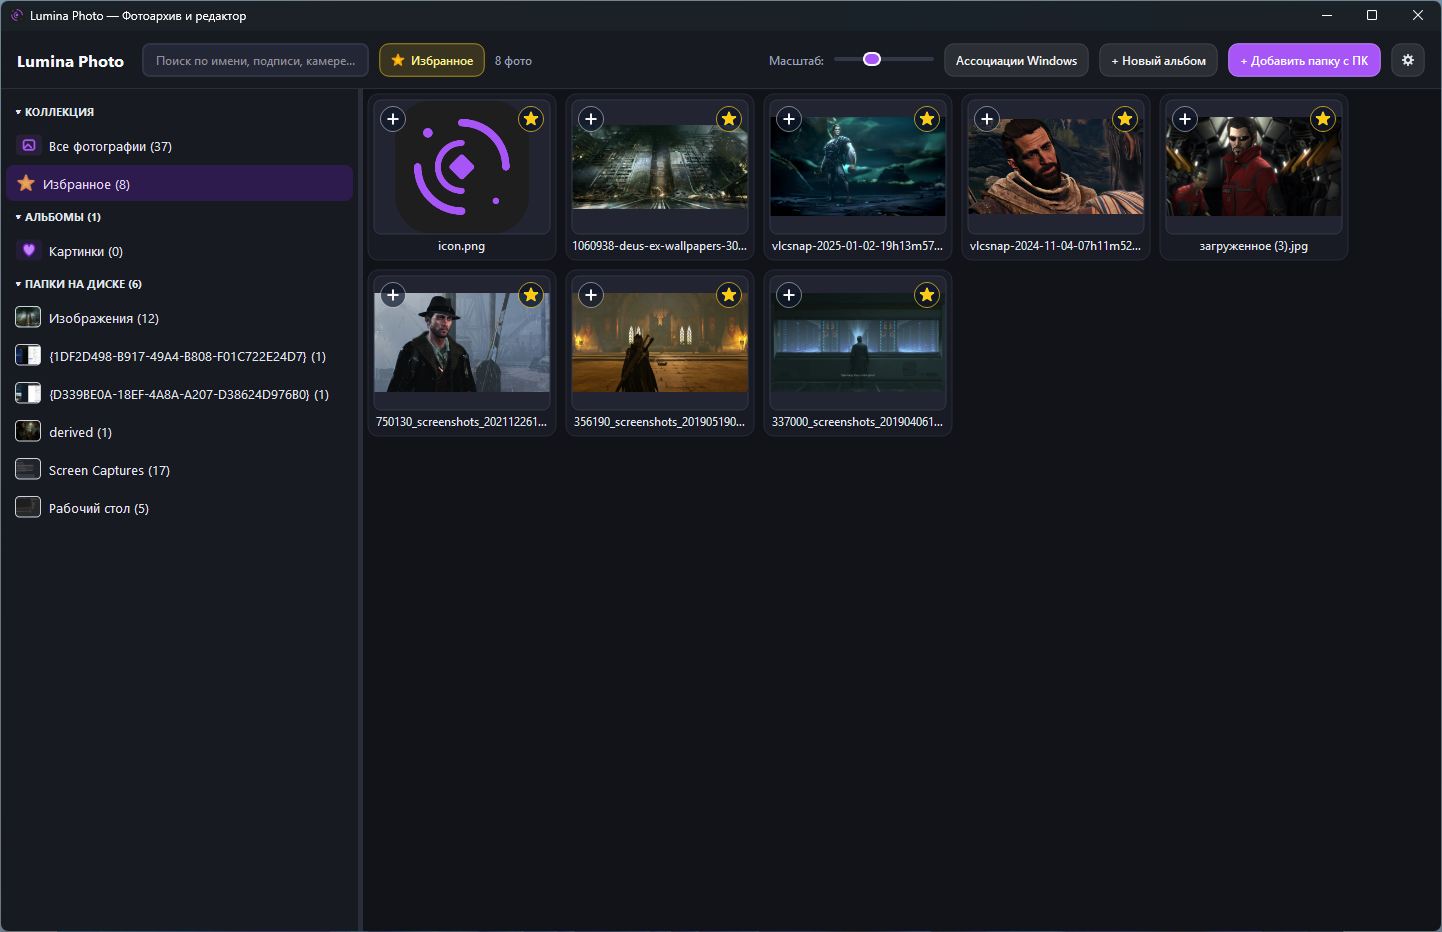 Lumina Photo — Фотоархив и редактор
Lumina Photo
Поиск по имени, подписи, камере...
Избранное
8 фото
Масштаб:
Ассоциации Windows
+ Новый альбом
+ Добавить папку с ПК
КОЛЛЕКЦИЯ
Все фотографии (37)
Избранное (8)
АЛЬБОМЫ (1)
Картинки (0)
ПАПКИ НА ДИСКЕ (6)
Изображения (12)
{1DF2D498-B917-49A4-B808-F01C722E24D7} (1)
{D339BE0A-18EF-4A8A-A207-D38624D976B0} (1)
derived (1)
Screen Captures (17)
Рабочий стол (5)
icon.png
1060938-deus-ex-wallpapers-30...
vlcsnap-2025-01-02-19h13m57...
vlcsnap-2024-11-04-07h11m52...
загруженное (3).jpg
750130_screenshots_202112261...
356190_screenshots_201905190...
337000_screenshots_201904061...